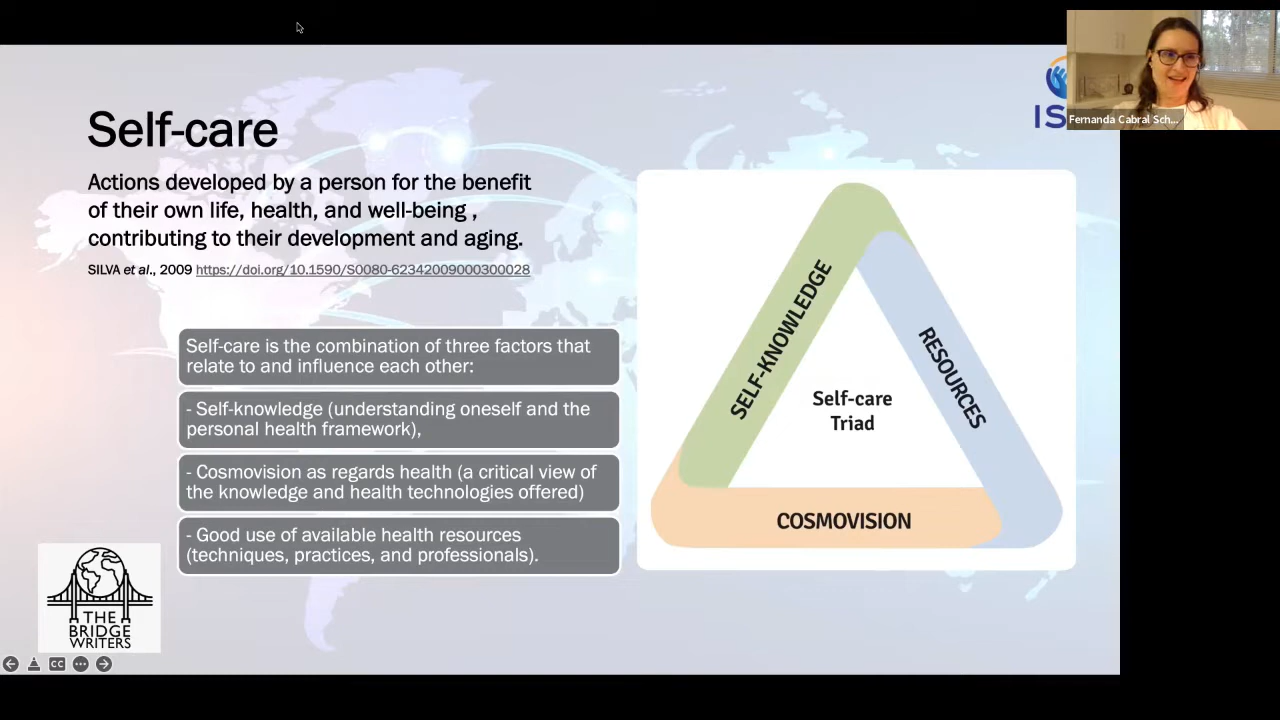 Self-care
Actions developed by a person for the benefit
of their own life, health, and well-being ,
contributing to their development and aging.
SILVA et al., 2009 https://doi.org/10.1590/S0080-62342009000300028
Self-care is the combination of three factors that
relate to and influence each other:
- Self-knowledge (understanding oneself and the
personal health framework),
- Cosmovision as regards health (a critical view of
the knowledge and health technologies offered)
- Good use of available health resources
(techniques, practices, and professionals).
SELF-KNOWLEDGE
RESOURCES
Self-care
Triad
COSMOVISION
THE
BRIDGE
WRITERS
CC
Fernanda Cabral Sch...